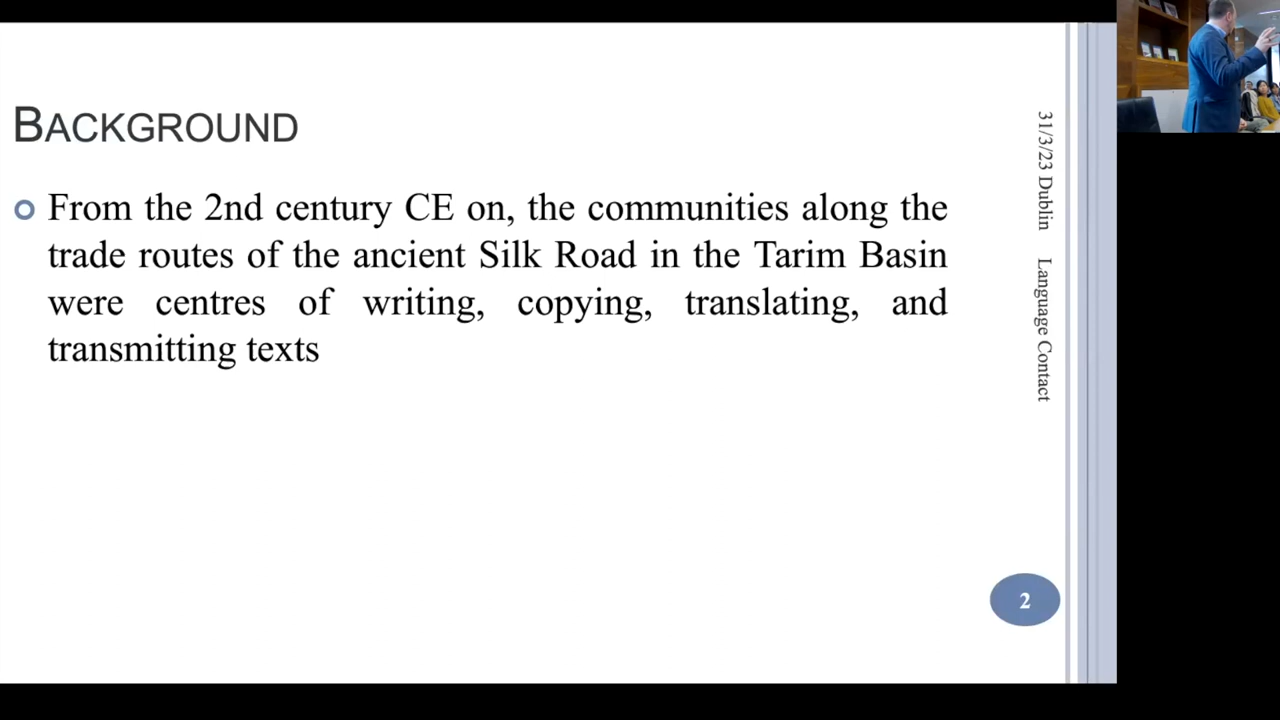 BACKGROUND
From the 2nd century CE on, the communities along the
trade routes of the ancient Silk Road in the Tarim Basin
were centres of writing, copying, translating, and
transmitting texts
31/3/23 Dublin Language Contact
2